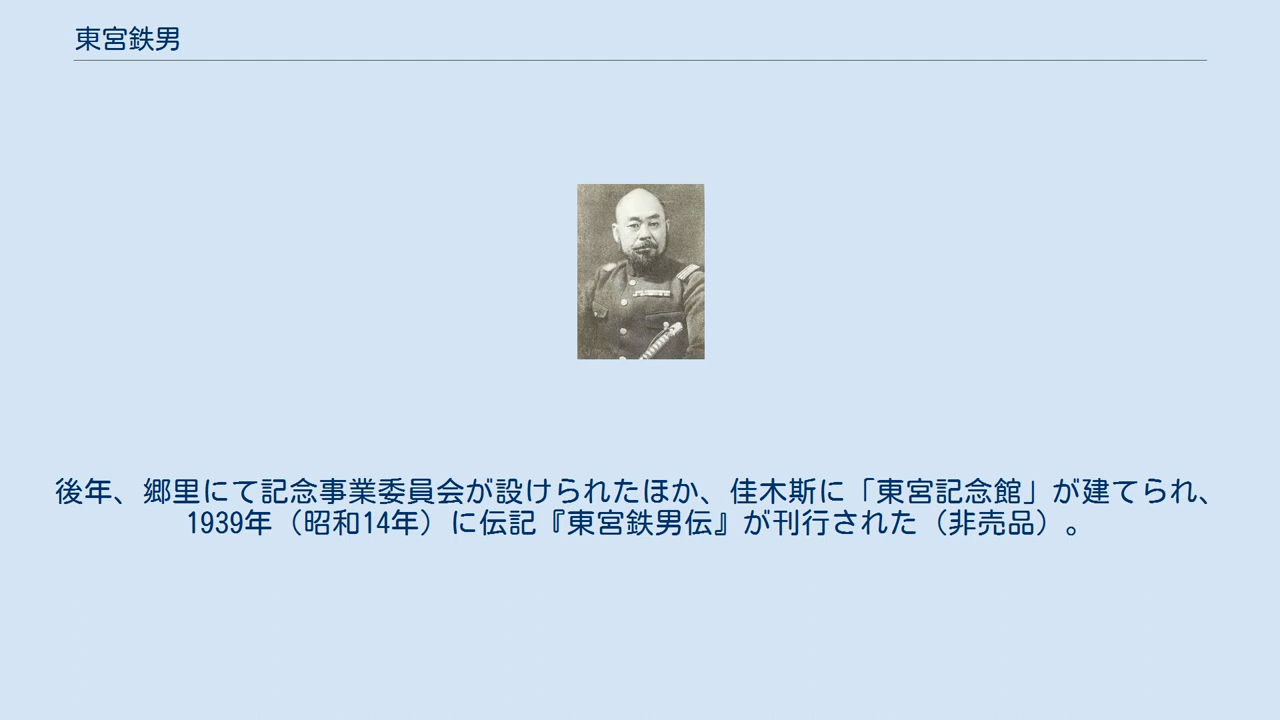 東宮鉄男
後年、郷里にて記念事業委員会が設けられたほか、佳木斯に「東宮記念館」が建てられ、
1939年（昭和14年）に伝記『東宮鉄男伝』が刊行された（非売品）。